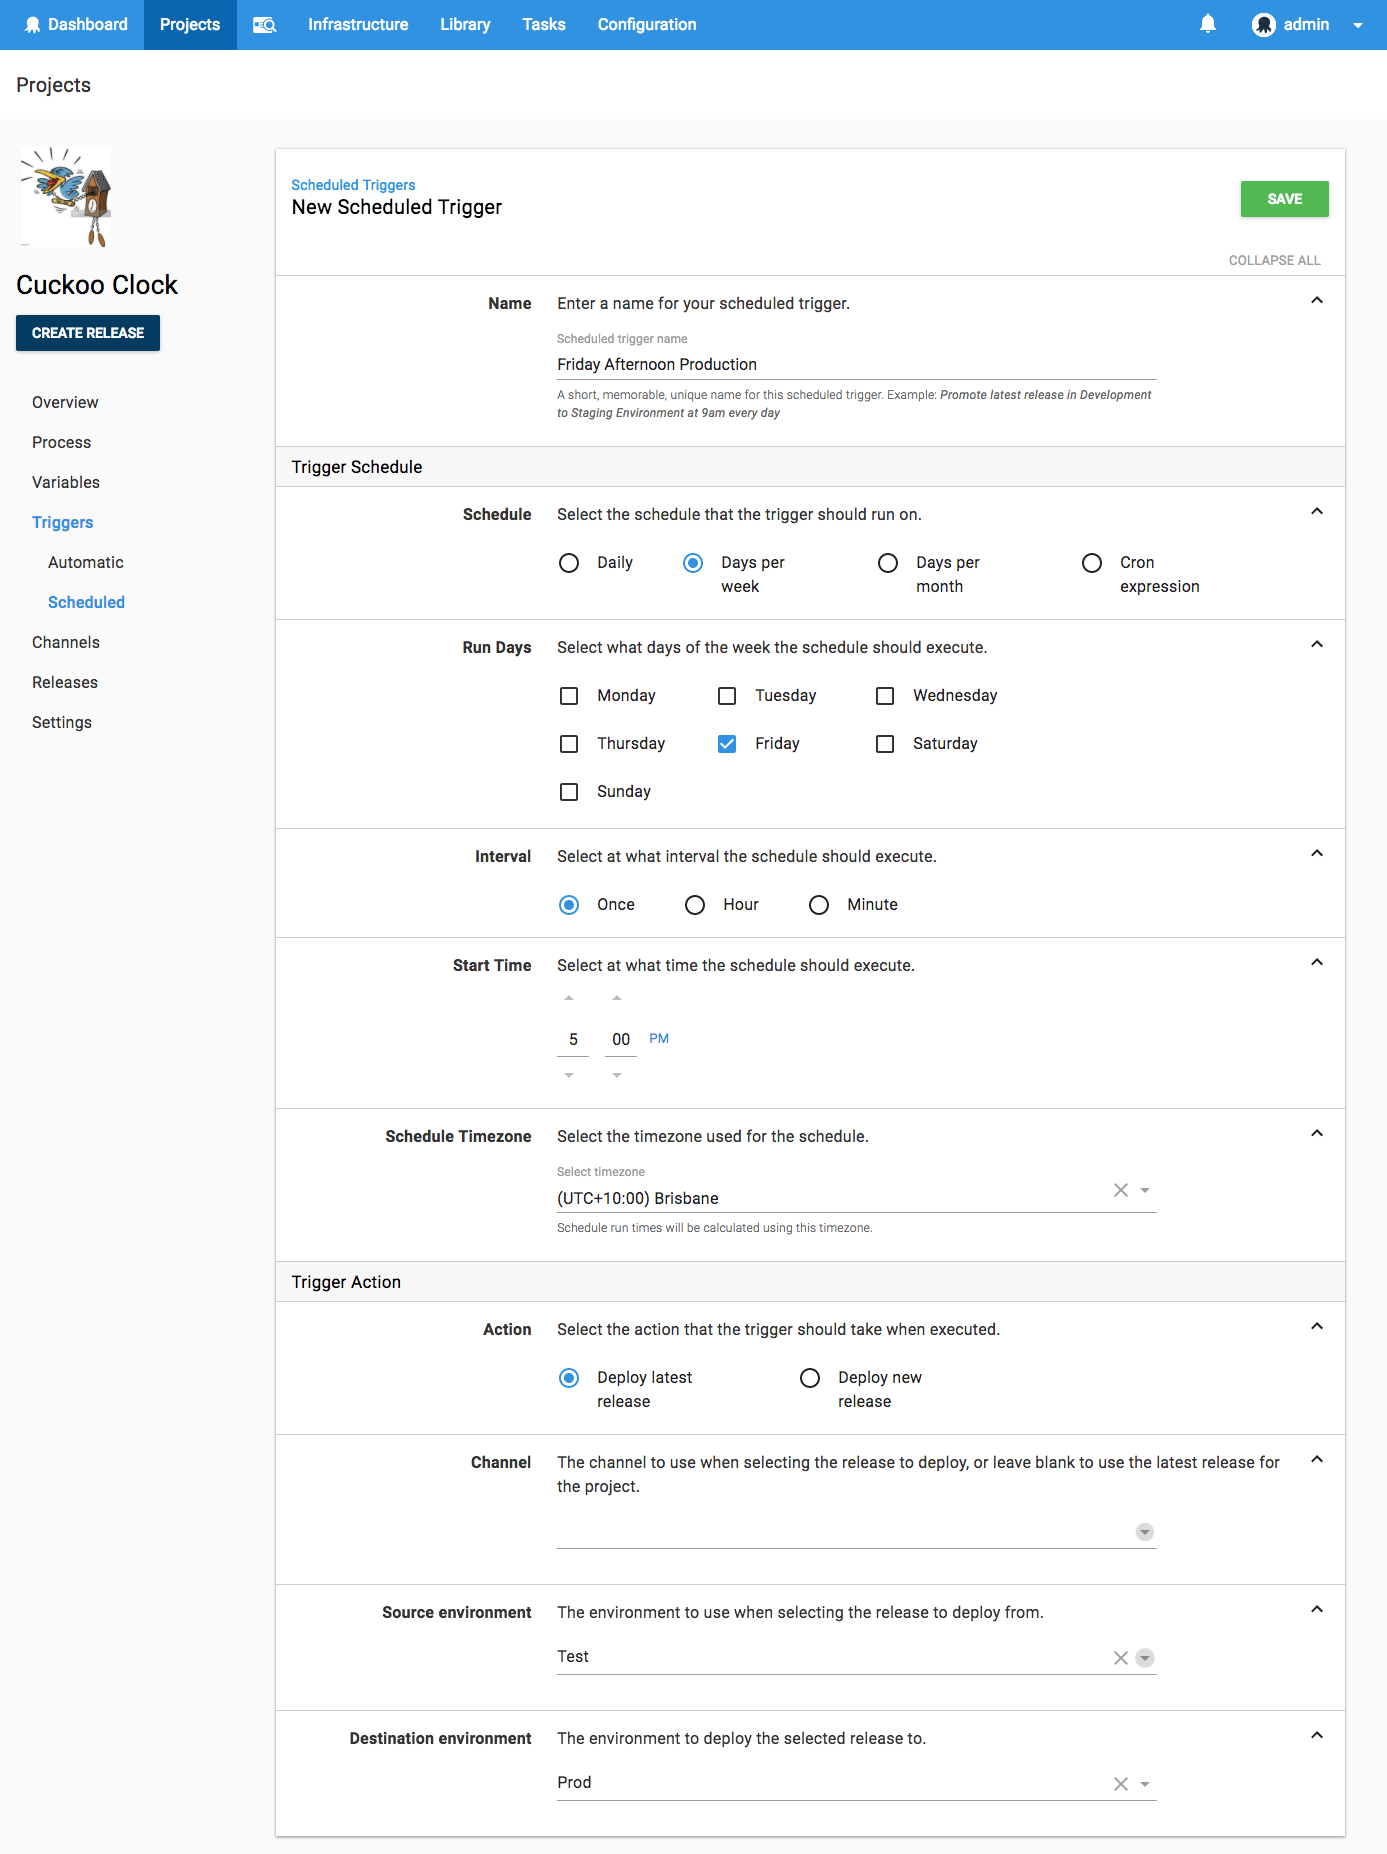 Dashboard
Projects
Infrastructure
Library
Tasks
Configuration
admin
Projects
Cuckoo Clock
CREATE RELEASE
Overview
Process
Variables
Triggers
Automatic
Scheduled
Channels
Releases
Settings
Scheduled Triggers
New Scheduled Trigger
SAVE
COLLAPSE ALL
Name
Enter a name for your scheduled trigger.
Scheduled trigger name
Friday Afternoon Production
A short, memorable, unique name for this scheduled trigger. Example: Promote latest release in Development
to Staging Environment at 9am every day
Trigger Schedule
Schedule
Select the schedule that the trigger should run on.
Daily
Days per
week
Days per
month
Cron
expression
Run Days
Select what days of the week the schedule should execute.
Monday
Tuesday
Wednesday
Thursday
Friday
Saturday
Sunday
Interval
Select at what interval the schedule should execute.
Once
Hour
Minute
Start Time
Select at what time the schedule should execute.
5
00
PM
Schedule Timezone
Select the timezone used for the schedule.
Select timezone
(UTC+10:00) Brisbane
Schedule run times will be calculated using this timezone.
Trigger Action
Action
Select the action that the trigger should take when executed.
Deploy latest
release
Deploy new
release
Channel
The channel to use when selecting the release to deploy, or leave blank to use the latest release for
the project.
Source environment
The environment to use when selecting the release to deploy from.
Test
Destination environment
The environment to deploy the selected release to.
Prod